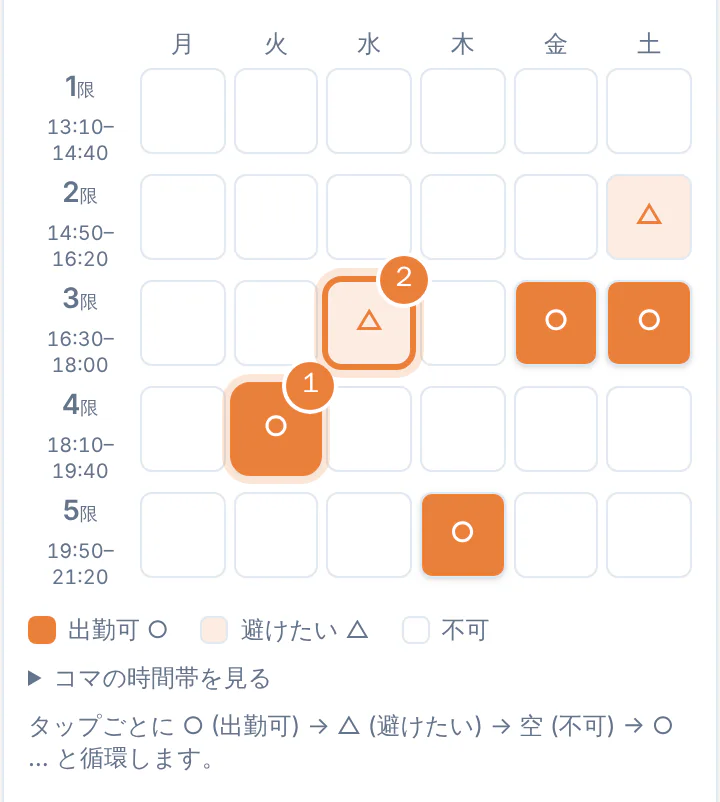 月 火 水 木 金 土
1限
13:10–
14:40
2限
14:50–
16:20
△
3限
16:30–
18:00
△ 2 ○ ○
4限
18:10–
19:40
○ 1
5限
19:50–
21:20
○
出勤可 ○ 避けたい △ 不可
▶ コマの時間帯を見る
タップごとに ○ (出勤可) → △ (避けたい) → 空 (不可) → ○
… と循環します。